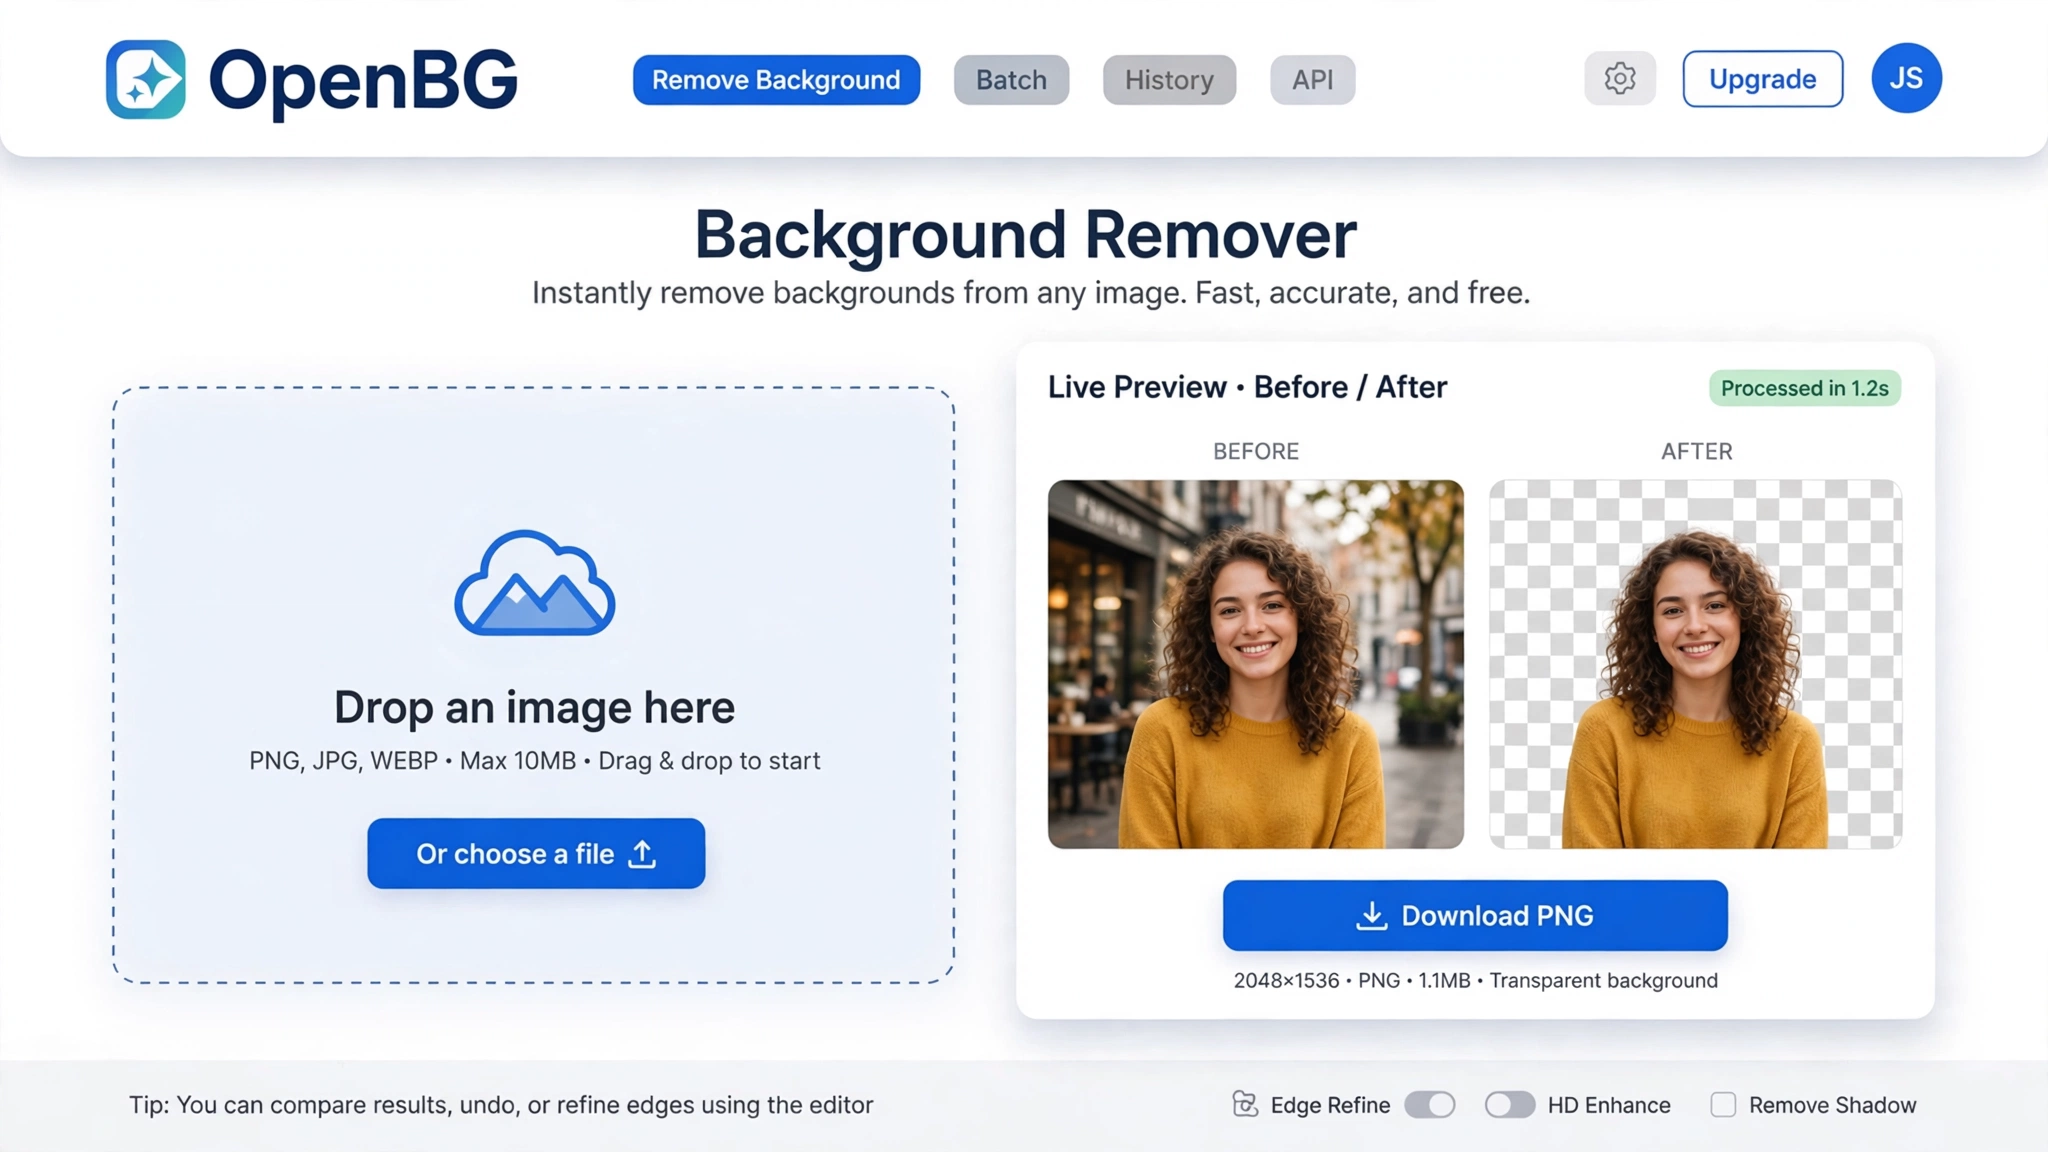 OpenBG
Remove Background
Batch
History
API
Upgrade
JS
Background Remover
Instantly remove backgrounds from any image. Fast, accurate, and free.
Drop an image here
PNG, JPG, WEBP • Max 10MB • Drag & drop to start
Or choose a file
Live Preview • Before / After
Processed in 1.2s
BEFORE
AFTER
Download PNG
2048×1536 • PNG • 1.1MB • Transparent background
Tip: You can compare results, undo, or refine edges using the editor
Edge Refine
HD Enhance
Remove Shadow